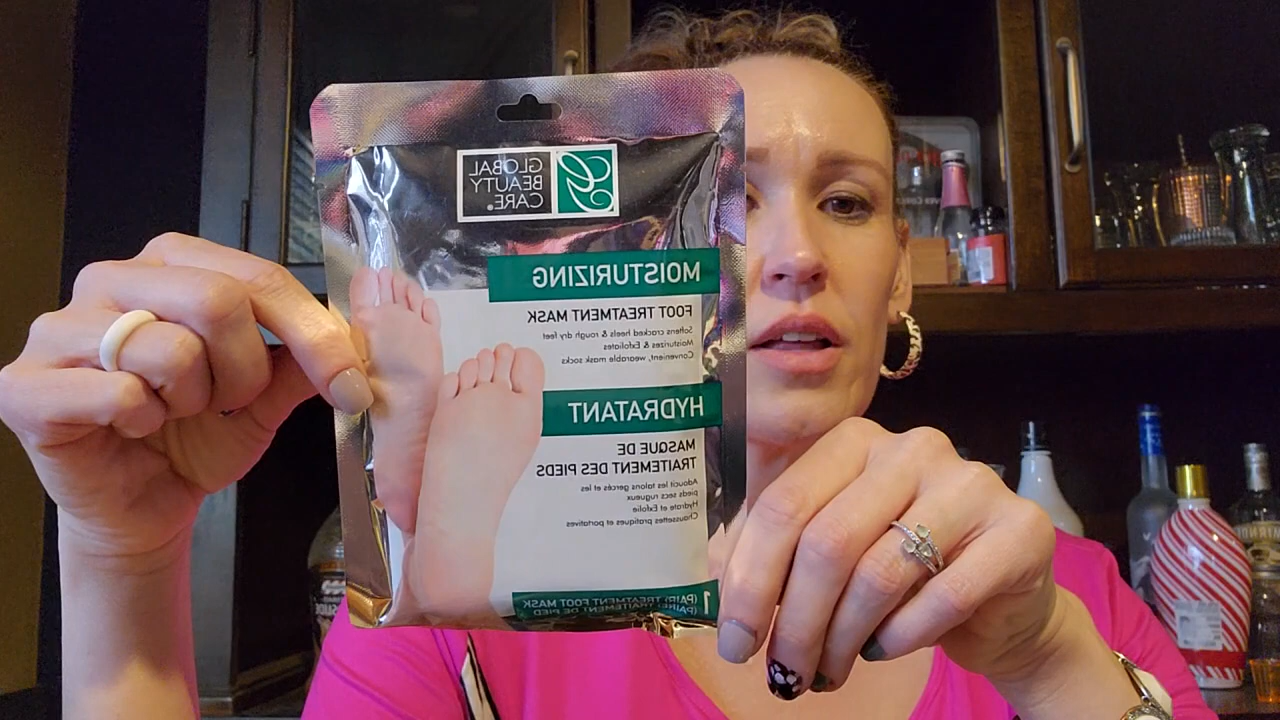 GLOBAL
BEAUTY
CARE®
MOISTURIZING
FOOT TREATMENT MASK
Softens cracked heels & rough dry feet
Moisturizes & Exfoliates
Convenient, wearable mask socks
HYDRATANT
MASQUE DE
TRAITEMENT DES PIEDS
Adoucit les talons gercés et les
pieds secs rugueux
Hydrate et Exfolie
Chaussettes pratiques et portatives
1 (PAIR) TREATMENT FOOT MASK
(PAIRE) TRAITEMENT DE PIED